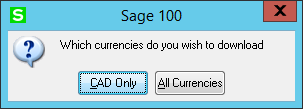 S
Sage 100
X
?
Which currencies do you wish to download
CAD Only
All Currencies